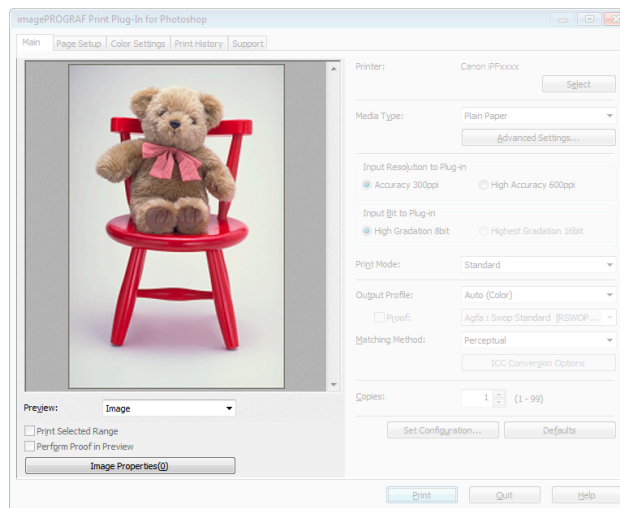 imagePROGRAF Print Plug-In for Photoshop
Main Page Setup Color Settings Print History Support
Printer: Canon iPFxxxx
Select
Media Type: Plain Paper
Advanced Settings...
Input Resolution to Plug-in
Accuracy 300ppi High Accuracy 600ppi
Input Bit to Plug-in
High Gradation 8bit Highest Gradation 16bit
Print Mode: Standard
Output Profile: Auto (Color)
Proof: Agfa : Swop Standard [RSWOP...
Matching Method: Perceptual
ICC Conversion Options
Copies: 1 (1 - 99)
Set Configuration... Defaults
Preview: Image
Print Selected Range
Perform Proof in Preview
Image Properties(0)
Print Quit Help